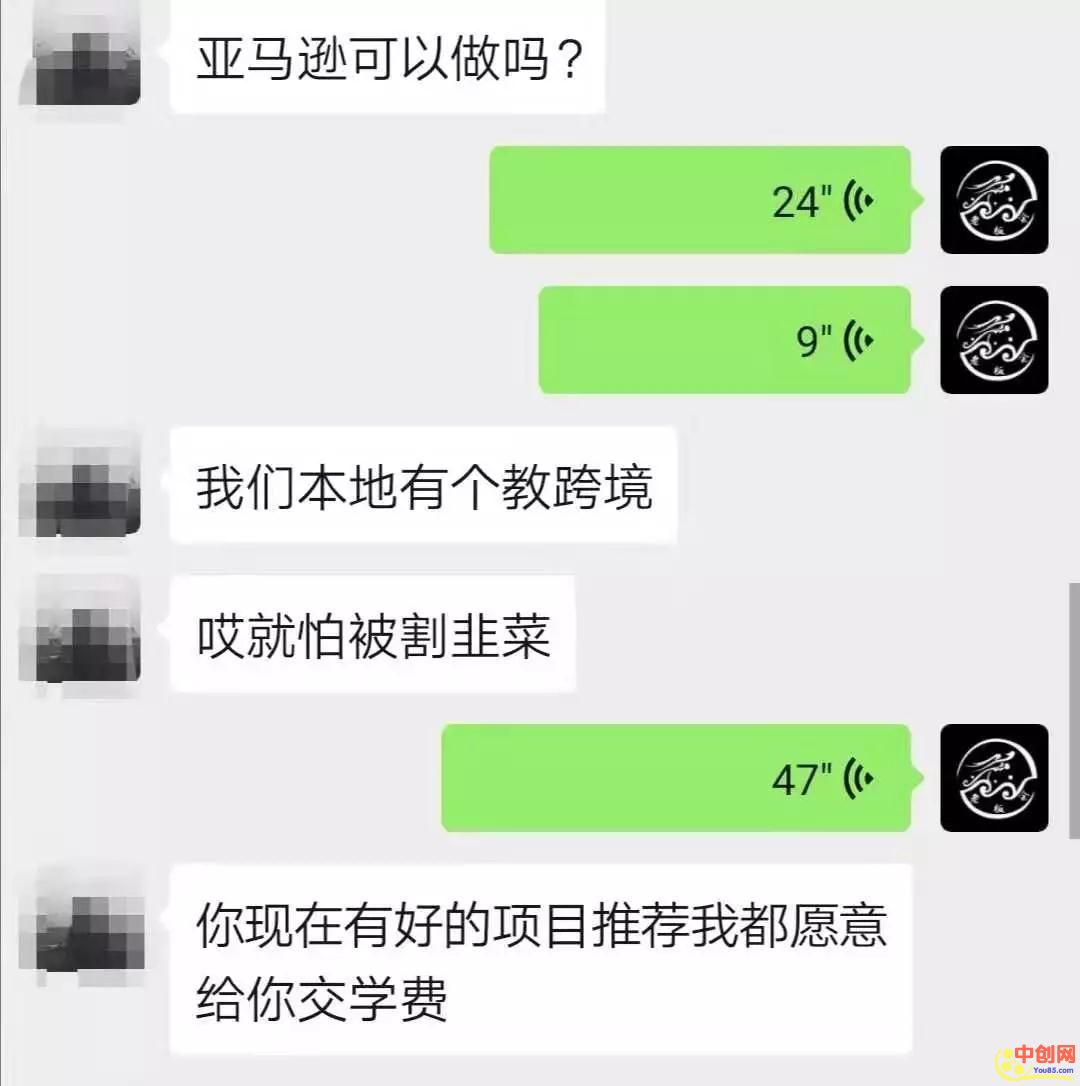 亚马逊可以做吗？
24"
9"
我们本地有个教跨境
哎就怕被割韭菜
47"
你现在有好的项目推荐我都愿意
给你交学费
中创网
You85.com